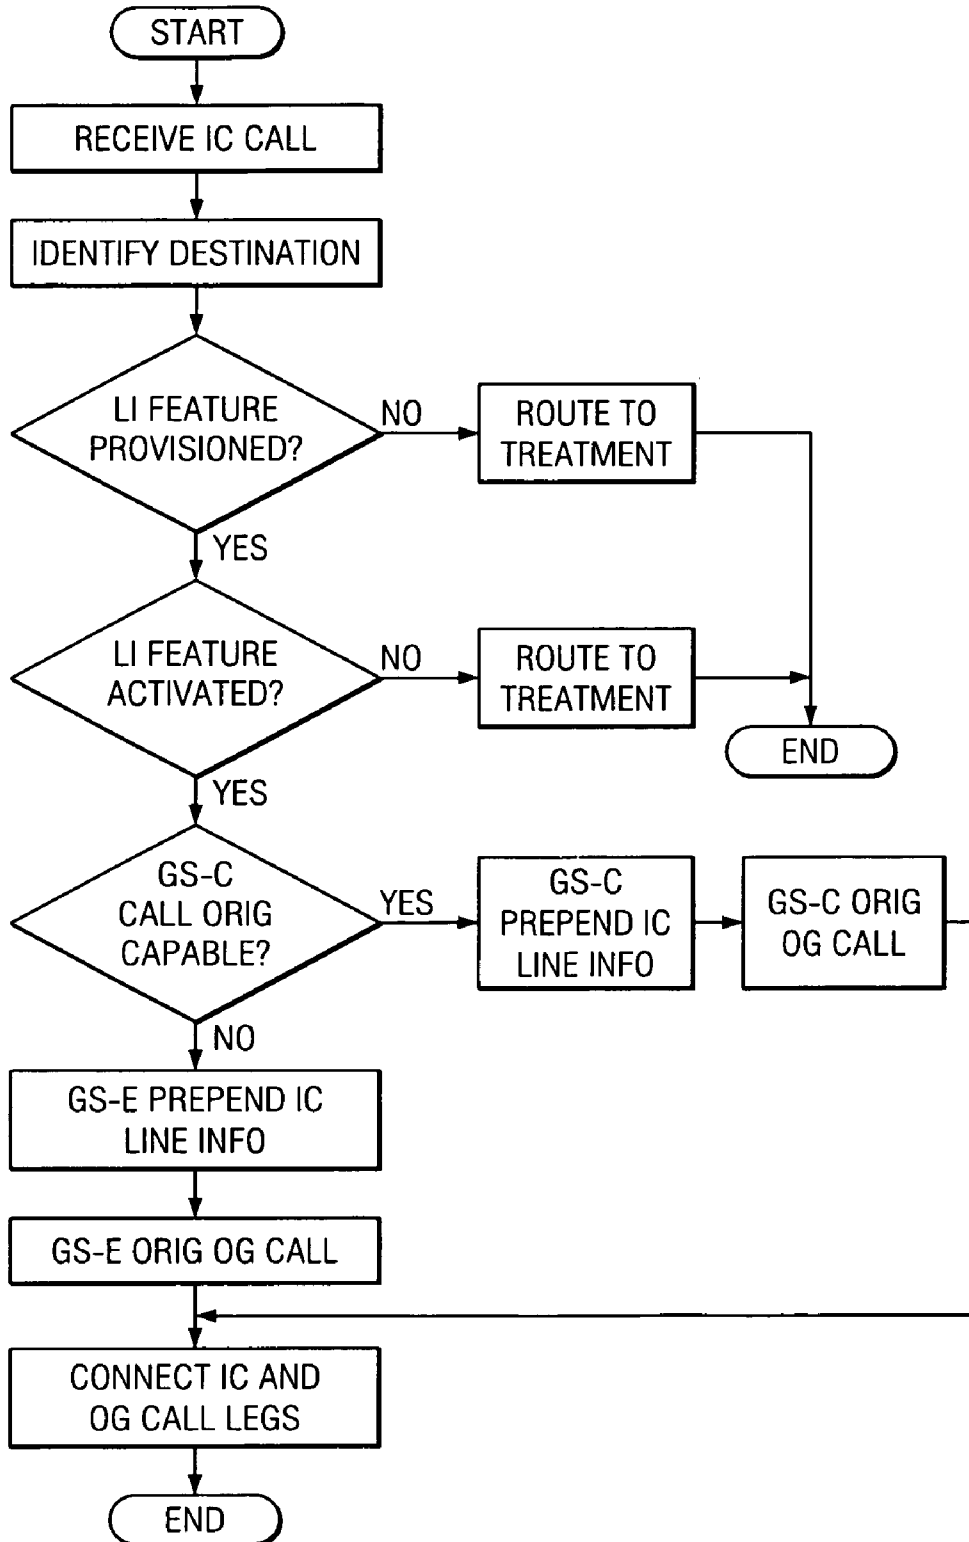 START
RECEIVE IC CALL
IDENTIFY DESTINATION
LI FEATURE
PROVISIONED?
NO
ROUTE TO
TREATMENT
YES
LI FEATURE
ACTIVATED?
NO
ROUTE TO
TREATMENT
END
YES
GS-C
CALL ORIG
CAPABLE?
YES
GS-C
PREPEND IC
LINE INFO
GS-C ORIG
OG CALL
NO
GS-E PREPEND IC
LINE INFO
GS-E ORIG OG CALL
CONNECT IC AND
OG CALL LEGS
END